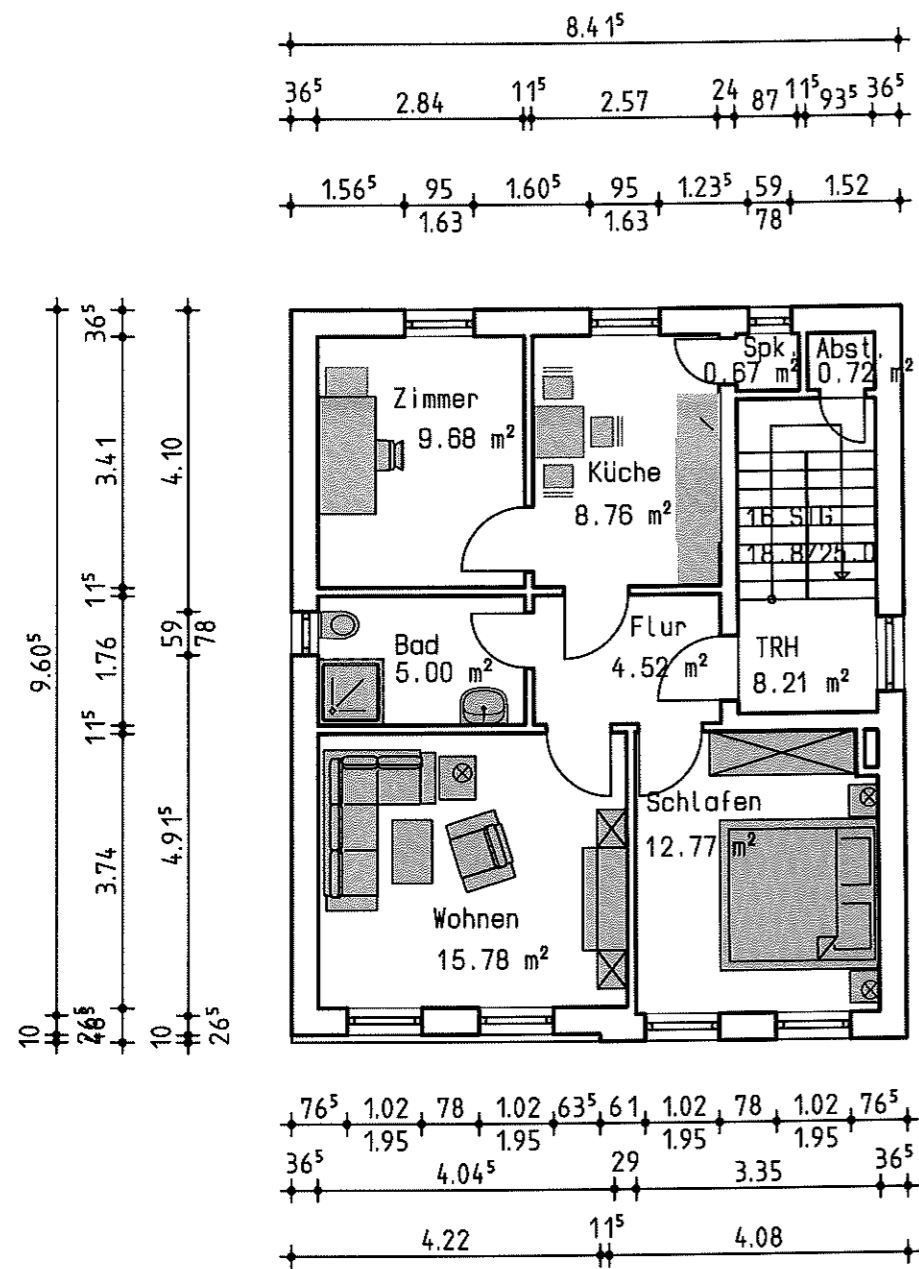 8.41⁵
36⁵ 2.84 11⁵ 2.57 24 87 11⁵ 93⁵ 36⁵
1.56⁵ 95 1.60⁵ 95 1.23⁵ 59 1.52
1.63 1.63 78
Spk. Abst.
0.67 m² 0.72 m²
Zimmer
9.68 m²
Küche
8.76 m²
16 STG
18.8/25.0
Flur
4.52 m²
Bad
5.00 m²
TRH
8.21 m²
Schlafen
12.77 m²
Wohnen
15.78 m²
9.60⁵
10
26⁵
36⁵
3.41
11⁵
1.76
11⁵
3.74
4.10
59
78
4.91⁵
10
26⁵
76⁵ 1.02 78 1.02 63⁵ 61 1.02 78 1.02 76⁵
1.95 1.95 1.95 1.95
36⁵ 4.04⁵ 29 3.35 36⁵
4.22 11⁵ 4.08